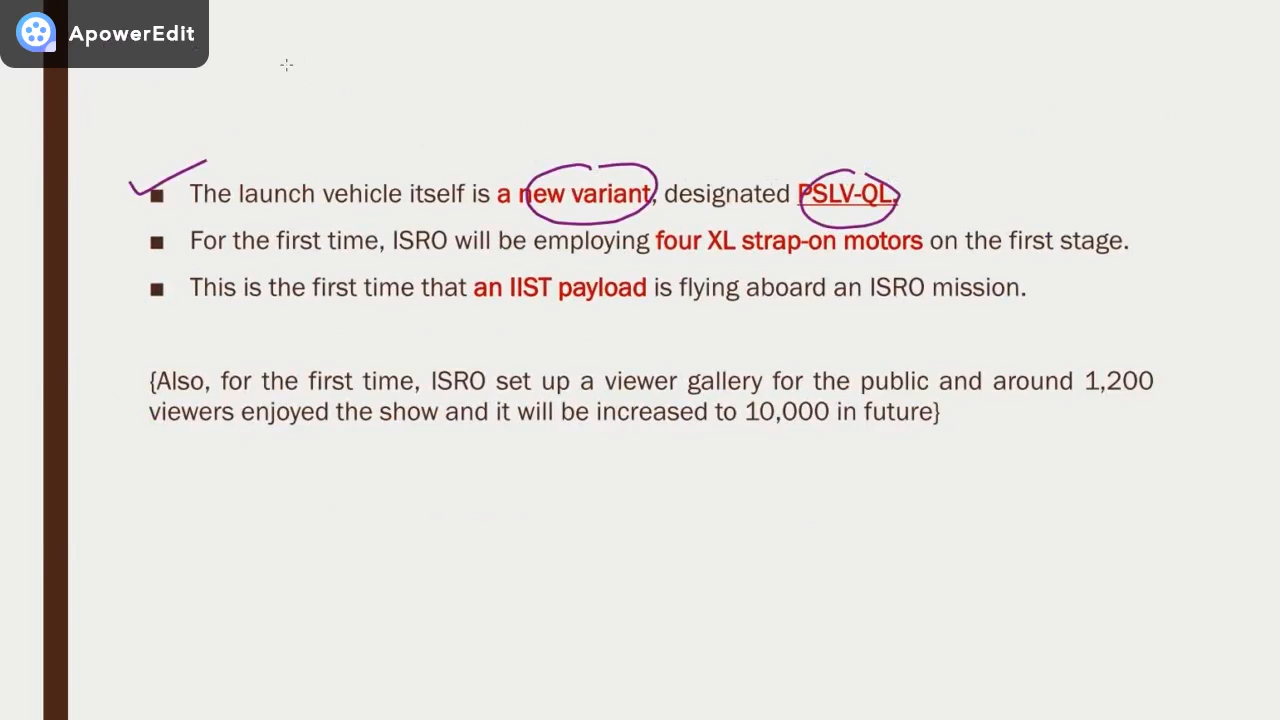 ApowerEdit
■ The launch vehicle itself is a new variant, designated PSLV-QL.
■ For the first time, ISRO will be employing four XL strap-on motors on the first stage.
■ This is the first time that an IIST payload is flying aboard an ISRO mission.
{Also, for the first time, ISRO set up a viewer gallery for the public and around 1,200
viewers enjoyed the show and it will be increased to 10,000 in future}